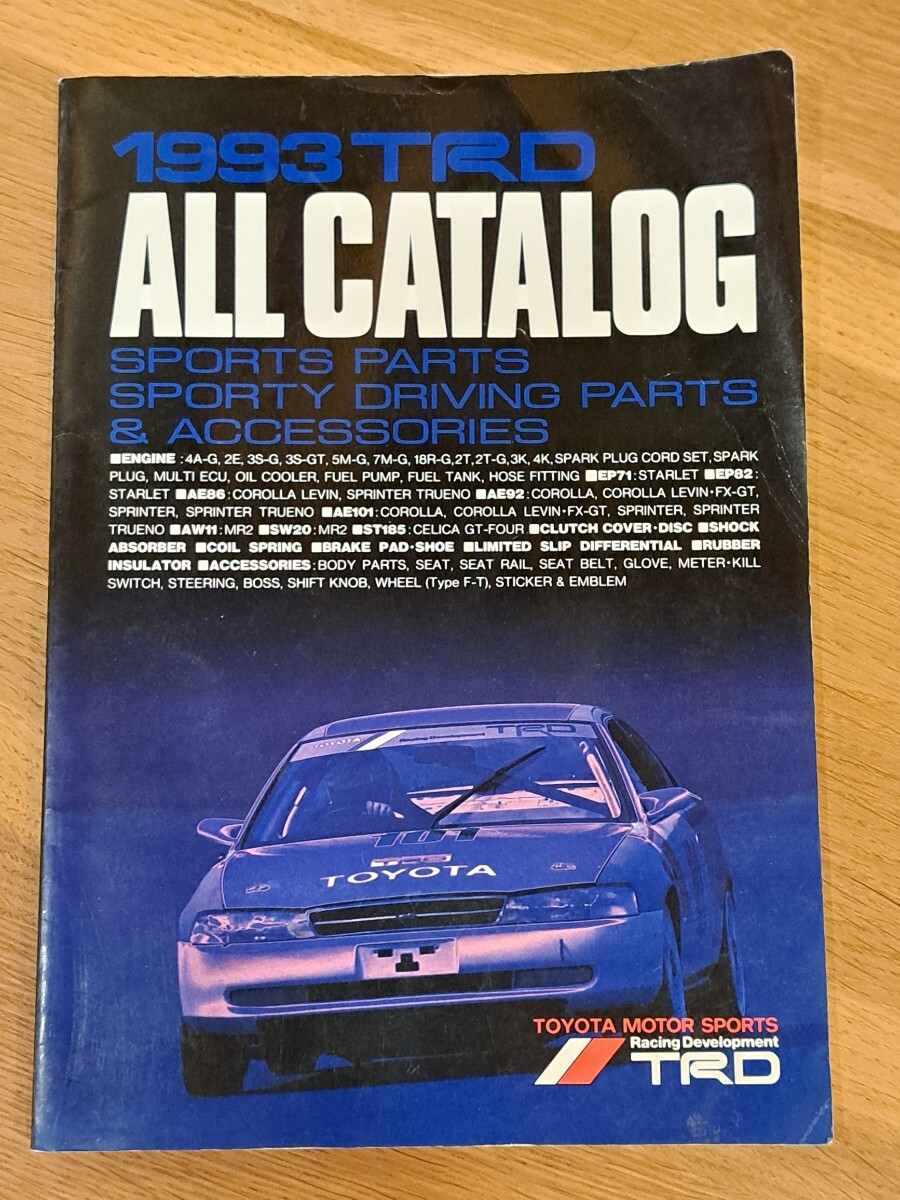 1993 TRD
ALL CATALOG
SPORTS PARTS
SPORTY DRIVING PARTS
& ACCESSORIES
■ENGINE :4A-G, 2E, 3S-G, 3S-GT, 5M-G, 7M-G, 18R-G,2T,2T-G,3K, 4K,SPARK PLUG CORD SET,SPARK
PLUG, MULTI ECU, OIL COOLER, FUEL PUMP, FUEL TANK, HOSE FITTING ■EP71:STARLET ■EP82:
STARLET ■AE86:COROLLA LEVIN, SPRINTER TRUENO ■AE92:COROLLA, COROLLA LEVIN・FX-GT,
SPRINTER, SPRINTER TRUENO ■AE101:COROLLA, COROLLA LEVIN・FX-GT, SPRINTER, SPRINTER
TRUENO ■AW11:MR2 ■SW20:MR2 ■ST185:CELICA GT-FOUR ■CLUTCH COVER・DISC ■SHOCK
ABSORBER ■COIL SPRING ■BRAKE PAD・SHOE ■LIMITED SLIP DIFFERENTIAL ■RUBBER
INSULATOR ■ACCESSORIES:BODY PARTS, SEAT, SEAT RAIL, SEAT BELT, GLOVE, METER・KILL
SWITCH, STEERING, BOSS, SHIFT KNOB, WHEEL (Type F-T), STICKER & EMBLEM
TOYOTA TRD
101
TOYOTA
TOYOTA MOTOR SPORTS
Racing Development
TRD